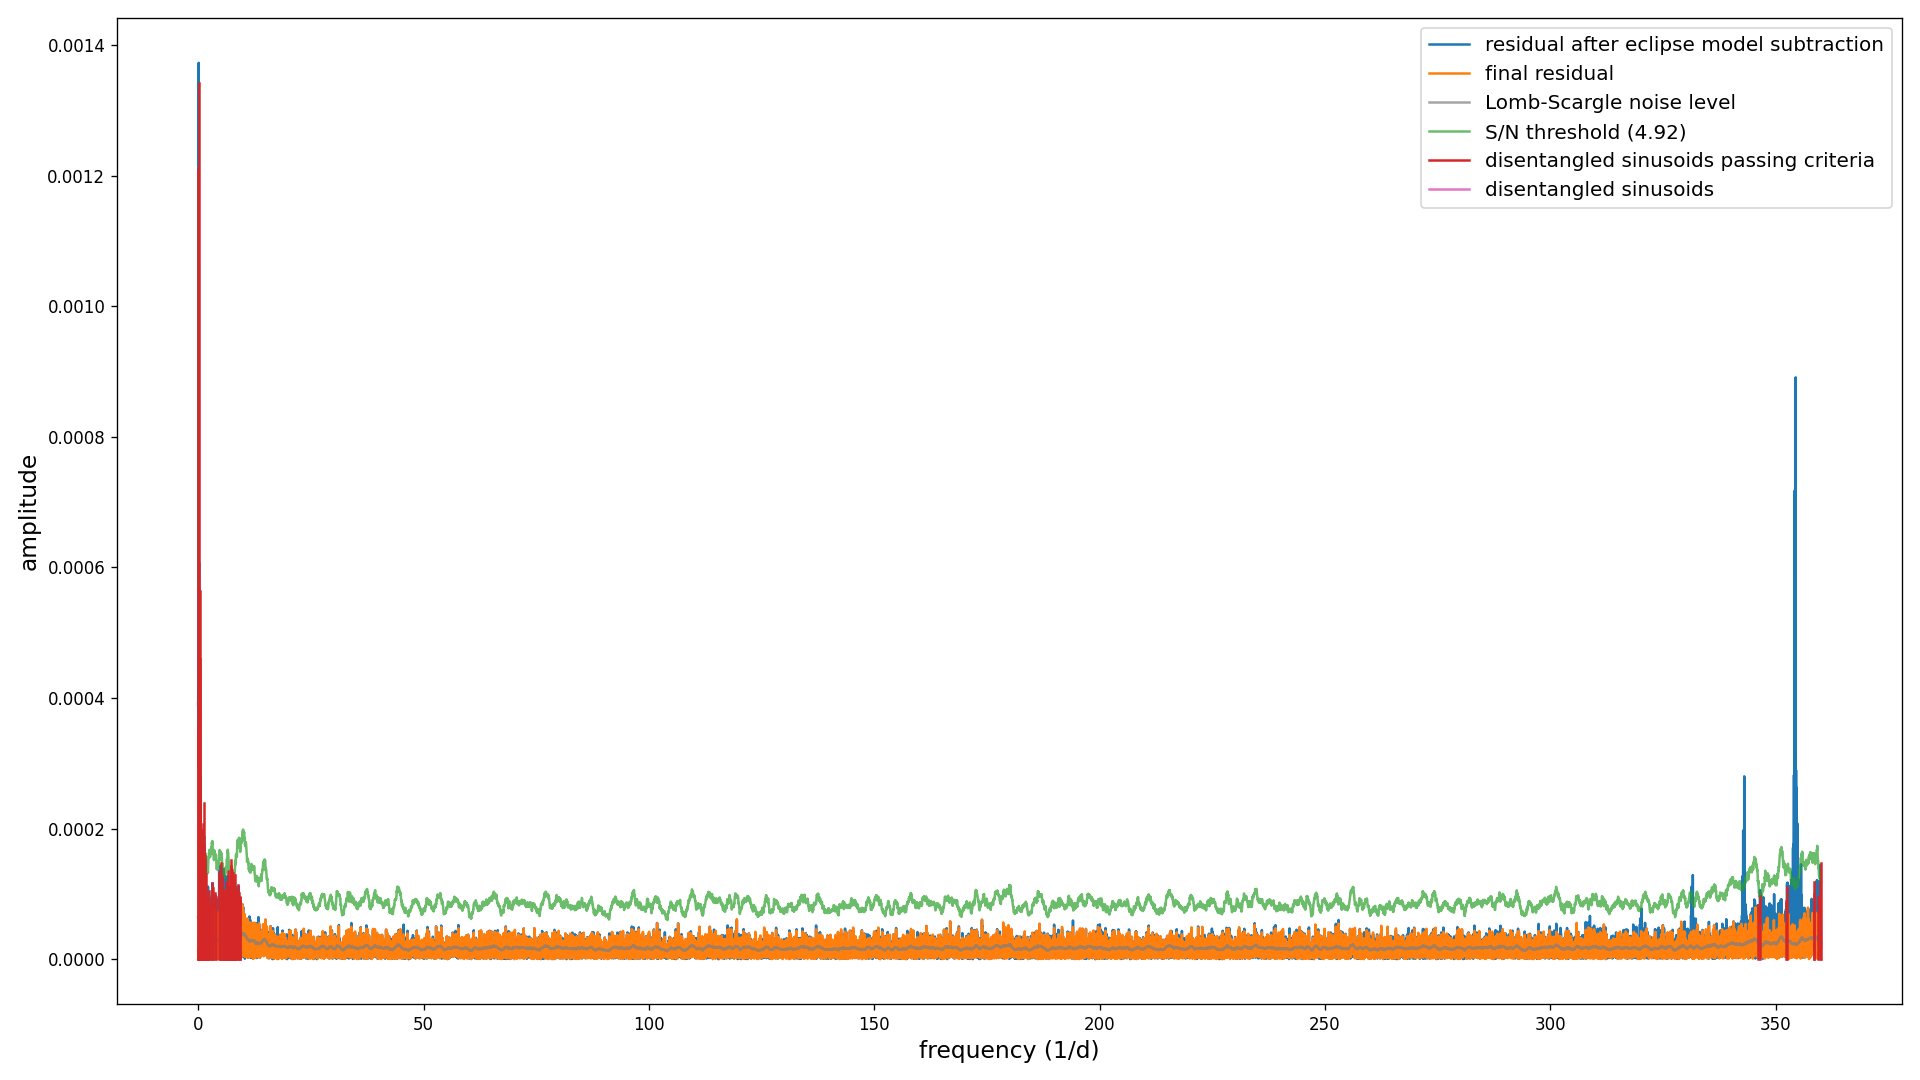 residual after eclipse model subtraction
final residual
Lomb-Scargle noise level
S/N threshold (4.92)
disentangled sinusoids passing criteria
disentangled sinusoids
0.0014
0.0012
0.0010
0.0008
0.0006
0.0004
0.0002
0.0000
amplitude
0 50 100 150 200 250 300 350
frequency (1/d)